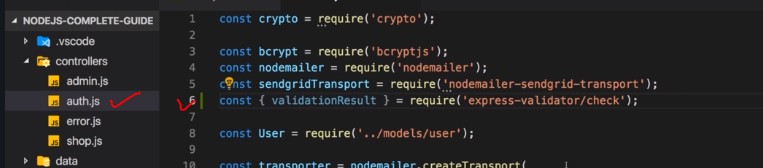 NODEJS-COMPLETE-GUIDE
.vscode
controllers
admin.js
auth.js
error.js
shop.js
data
1 const crypto = require('crypto');
2
3 const bcrypt = require('bcryptjs');
4 const nodemailer = require('nodemailer');
5 const sendgridTransport = require('nodemailer-sendgrid-transport');
6 const { validationResult } = require('express-validator/check');
7
8 const User = require('../models/user');
9
10 const transporter = nodemailer.createTransport(